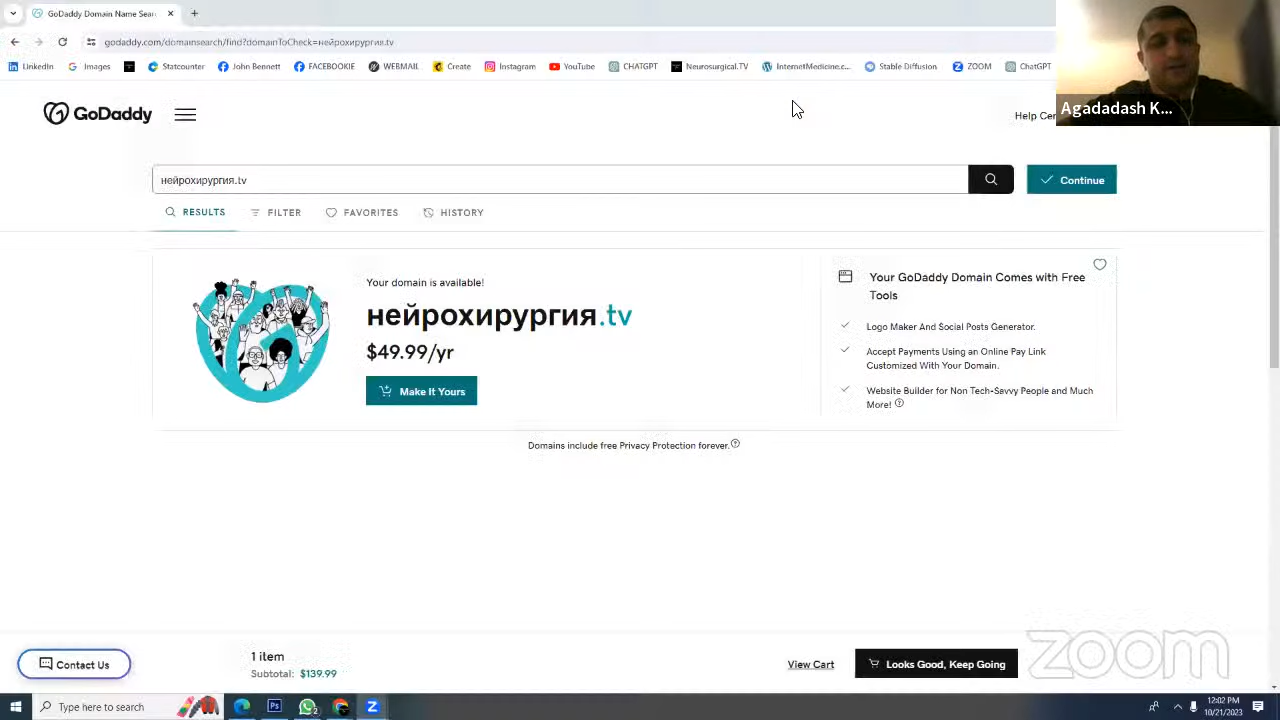 GoDaddy Domain Name Sear
godaddy.com/domainsearch/find?domainToCheck=нейрохирургия.tv
LinkedIn
Images
Statcounter
John Bennett
FACEBOOKIE
WEBMAIL
Create
Instagram
YouTube
CHATGPT
Neurosurgical.TV
InternetMedicine.c...
Stable Diffusion
ZOOM
ChatGPT
GoDaddy
Help Cen
Agadadash K...
нейрохирургия.tv
Continue
RESULTS
FILTER
FAVORITES
HISTORY
Your domain is available!
нейрохирургия.tv
$49.99/yr
Make It Yours
Your GoDaddy Domain Comes with Free
Tools
Logo Maker And Social Posts Generator.
Accept Payments Using an Online Pay Link
Customized With Your Domain.
Website Builder for Non Tech-Savvy People and Much
More!
Domains include free Privacy Protection forever.
Contact Us
1 item
Subtotal: $139.99
View Cart
Looks Good, Keep Going
zoom
Type here to search
12:02 PM
10/21/2023